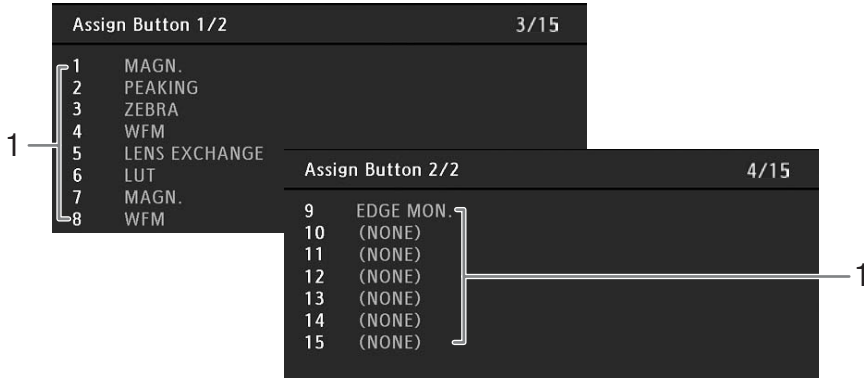 Assign Button 1/2 3/15
1 MAGN.
2 PEAKING
3 ZEBRA
4 WFM
5 LENS EXCHANGE
6 LUT
7 MAGN.
8 WFM
1
Assign Button 2/2 4/15
9 EDGE MON.
10 (NONE)
11 (NONE)
12 (NONE)
13 (NONE)
14 (NONE)
15 (NONE)
1